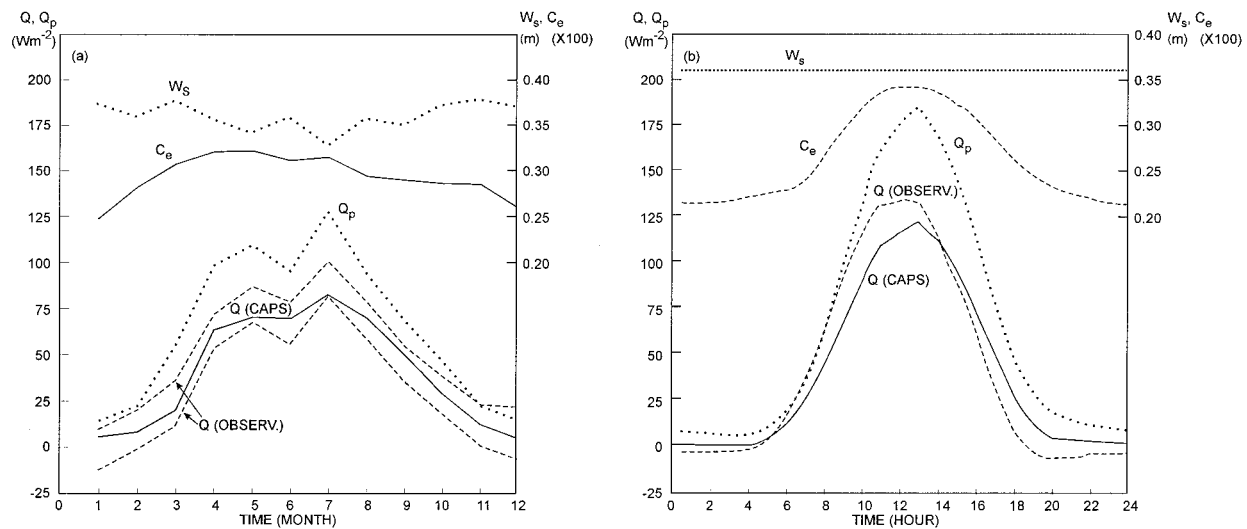 Q, Qp
(Wm-2)
Ws, Ce
(m) (X100)
(a)
200
175
150
125
100
75
50
25
0
-25
0.40
0.35
0.30
0.25
0.20
Ws
Ce
Qp
Q (CAPS)
Q (OBSERV.)
0 1 2 3 4 5 6 7 8 9 10 11 12
TIME (MONTH)
Q, Qp
(Wm-2)
Ws, Ce
(m) (X100)
(b)
200
175
150
125
100
75
50
25
0
-25
0.40
0.35
0.30
0.25
0.20
Ws
Ce
Qp
Q (OBSERV.)
Q (CAPS)
0 2 4 6 8 10 12 14 16 18 20 22 24
TIME (HOUR)